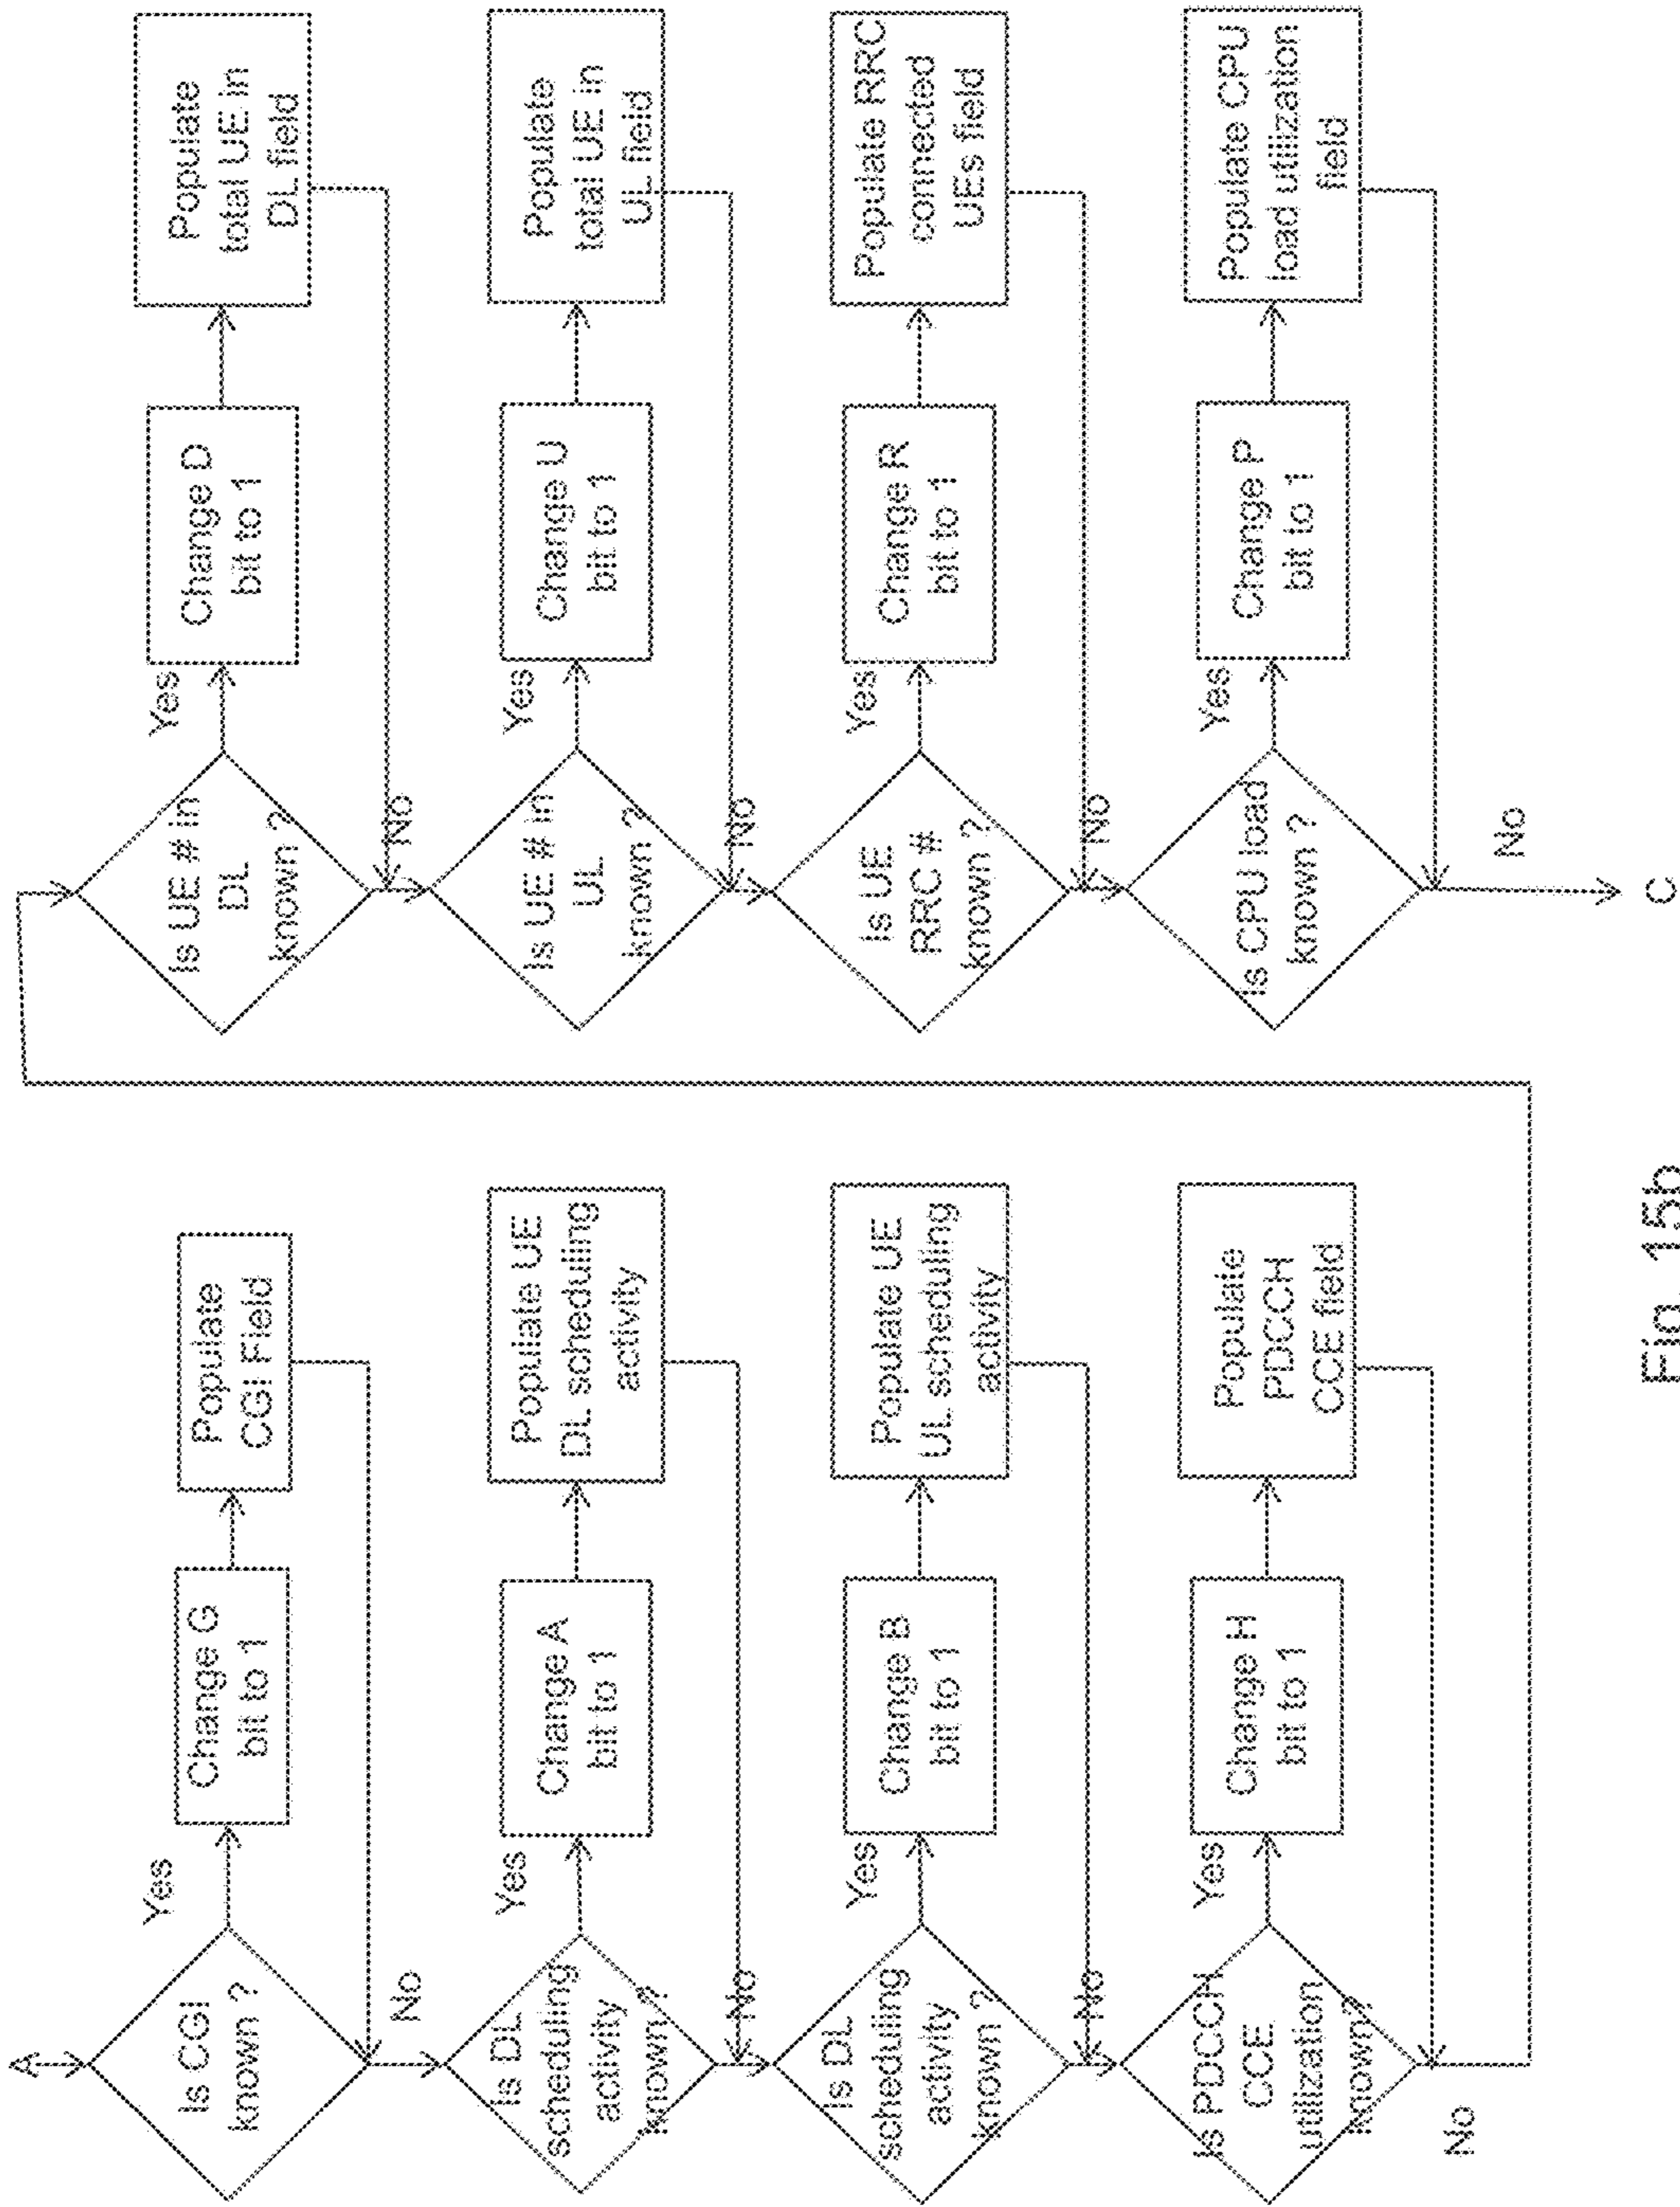 A
Is CGI
known ?
Yes
Change G
bit to 1
Populate
CGI Field
No
Is DL
scheduling
activity
known ?
Yes
Change A
bit to 1
Populate UE
DL scheduling
activity
No
Is DL
scheduling
activity
known ?
Yes
Change B
bit to 1
Populate UE
UL scheduling
activity
No
Is PDCCH
CCE
utilization
known?
Yes
Change H
bit to 1
Populate
PDCCH
CCE field
No
Is UE # in
DL
known ?
Yes
Change D
bit to 1
Populate
total UE in
DL field
No
Is UE # in
UL
known ?
Yes
Change U
bit to 1
Populate
total UE in
UL field
No
Is UE
RRC #
known ?
Yes
Change R
bit to 1
Populate RRC
connected
UEs field
No
Is CPU load
known ?
Yes
Change P
bit to 1
Populate CPU
load utilization
field
No
C
Fig. 15b